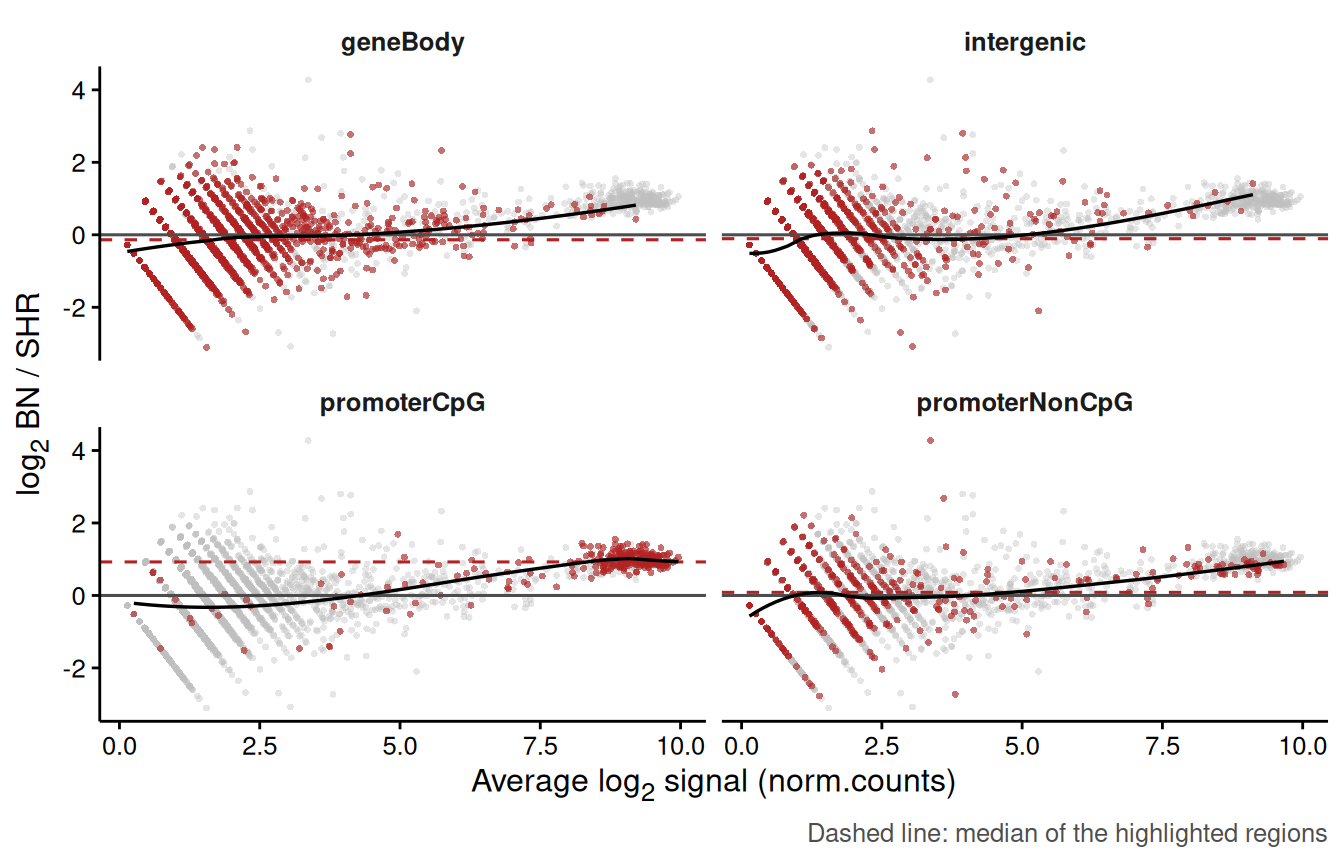 geneBody
intergenic
4
2
0
-2
log2 BN / SHR
promoterCpG
promoterNonCpG
4
2
0
-2
0.0 2.5 5.0 7.5 10.0
0.0 2.5 5.0 7.5 10.0
Average log2 signal (norm.counts)
Dashed line: median of the highlighted regions